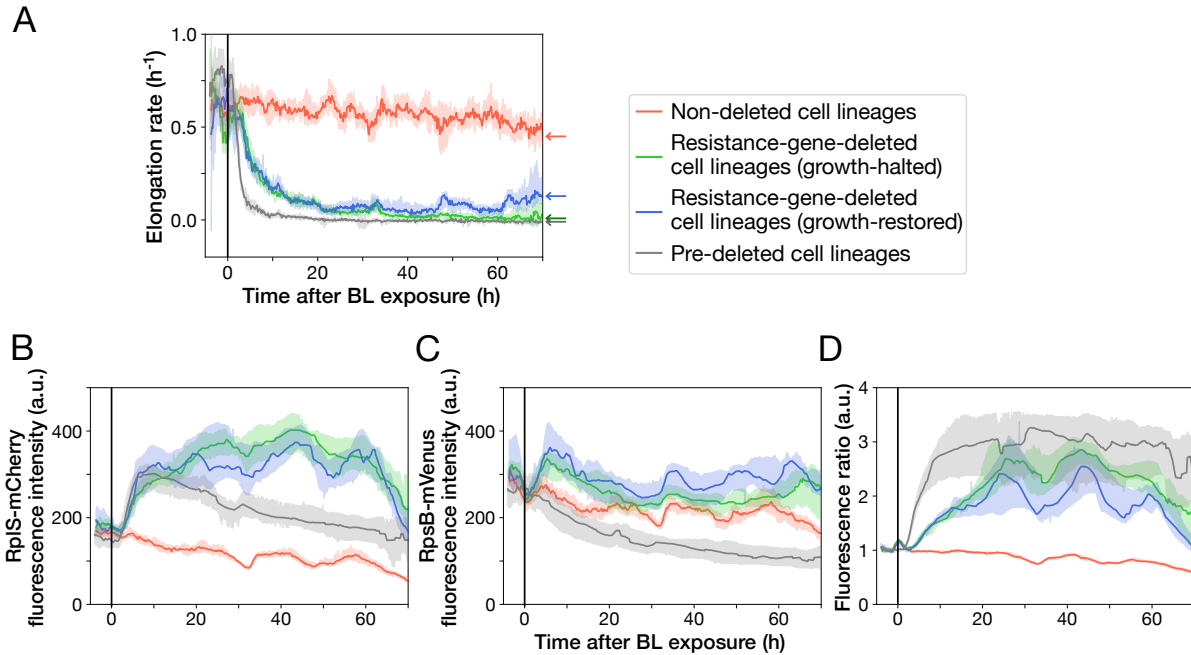 A
Elongation rate (h-1)
1.0
0.5
0.0
0
20
40
60
Time after BL exposure (h)
Non-deleted cell lineages
Resistance-gene-deleted
cell lineages (growth-halted)
Resistance-gene-deleted
cell lineages (growth-restored)
Pre-deleted cell lineages
B
RplS-mCherry
fluorescence intensity (a.u.)
400
200
0
0
20
40
60
C
RpsB-mVenus
fluorescence intensity (a.u.)
400
200
0
0
20
40
60
Time after BL exposure (h)
D
Fluorescence ratio (a.u.)
4
3
2
1
0
0
20
40
60